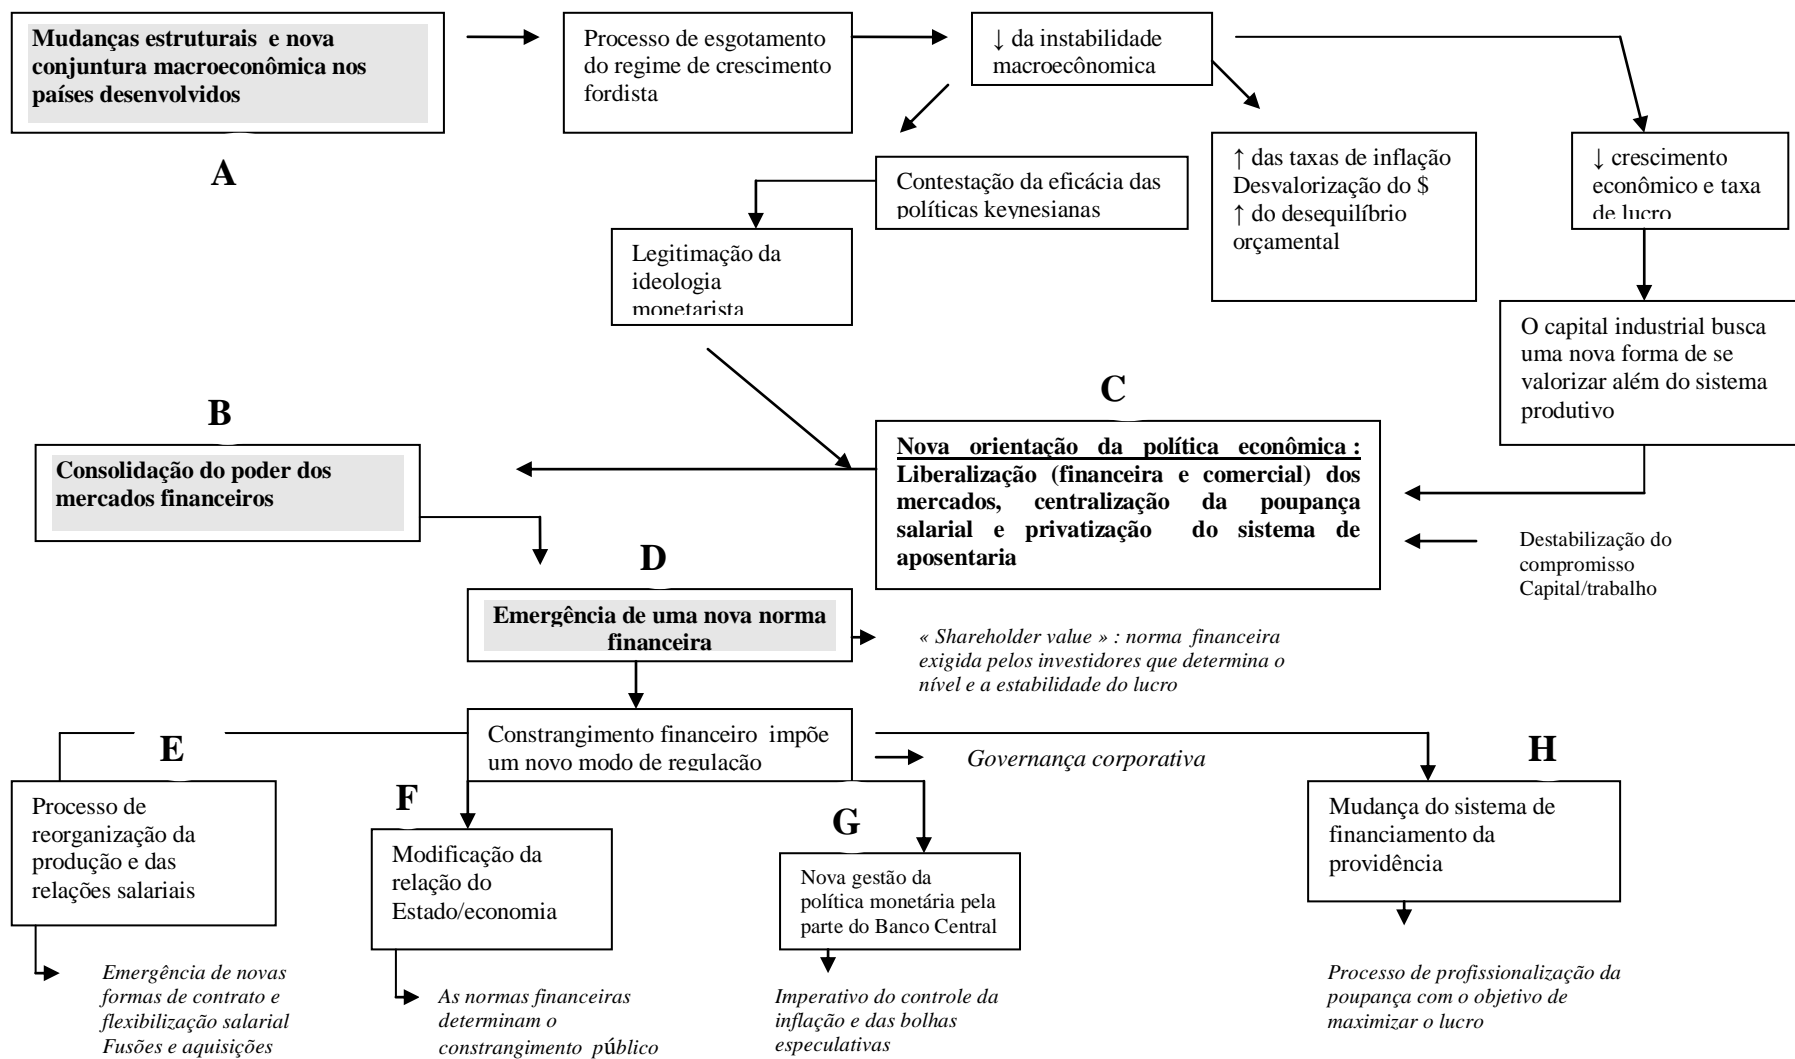 Mudanças estruturais e nova
conjuntura macroeconômica nos
países desenvolvidos
A
Processo de esgotamento
do regime de crescimento
fordista
↓ da instabilidade
macroecônomica
Contestação da eficácia das
políticas keynesianas
↑ das taxas de inflação
Desvalorização do $
↑ do desequilíbrio
orçamental
↓ crescimento
econômico e taxa
de lucro
Legitimação da
ideologia
monetarista
O capital industrial busca
uma nova forma de se
valorizar além do sistema
produtivo
B
Consolidação do poder dos
mercados financeiros
C
Nova orientação da política econômica :
Liberalização (financeira e comercial) dos
mercados, centralização da poupança
salarial e privatização do sistema de
aposentaria
Destabilização do
compromisso
Capital/trabalho
D
Emergência de uma nova norma
financeira
« Shareholder value » : norma financeira
exigida pelos investidores que determina o
nível e a estabilidade do lucro
Constrangimento financeiro impõe
um novo modo de regulação
Governança corporativa
E
Processo de
reorganização da
produção e das
relações salariais
F
Modificação da
relação do
Estado/economia
G
Nova gestão da
política monetária pela
parte do Banco Central
H
Mudança do sistema de
financiamento da
providência
Emergência de novas
formas de contrato e
flexibilização salarial
Fusões e aquisições
As normas financeiras
determinam o
constrangimento público
Imperativo do controle da
inflação e das bolhas
especulativas
Processo de profissionalização da
poupança com o objetivo de
maximizar o lucro